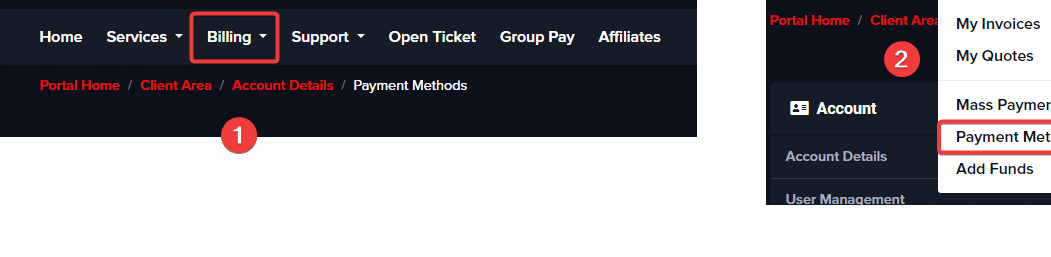 Home Services Billing Support Open Ticket Group Pay Affiliates
Portal Home / Client Area / Account Details / Payment Methods
1
Portal Home / Client Area
My Invoices
2
My Quotes
Account
Mass Paymen
Payment Met
Account Details
Add Funds
User Management